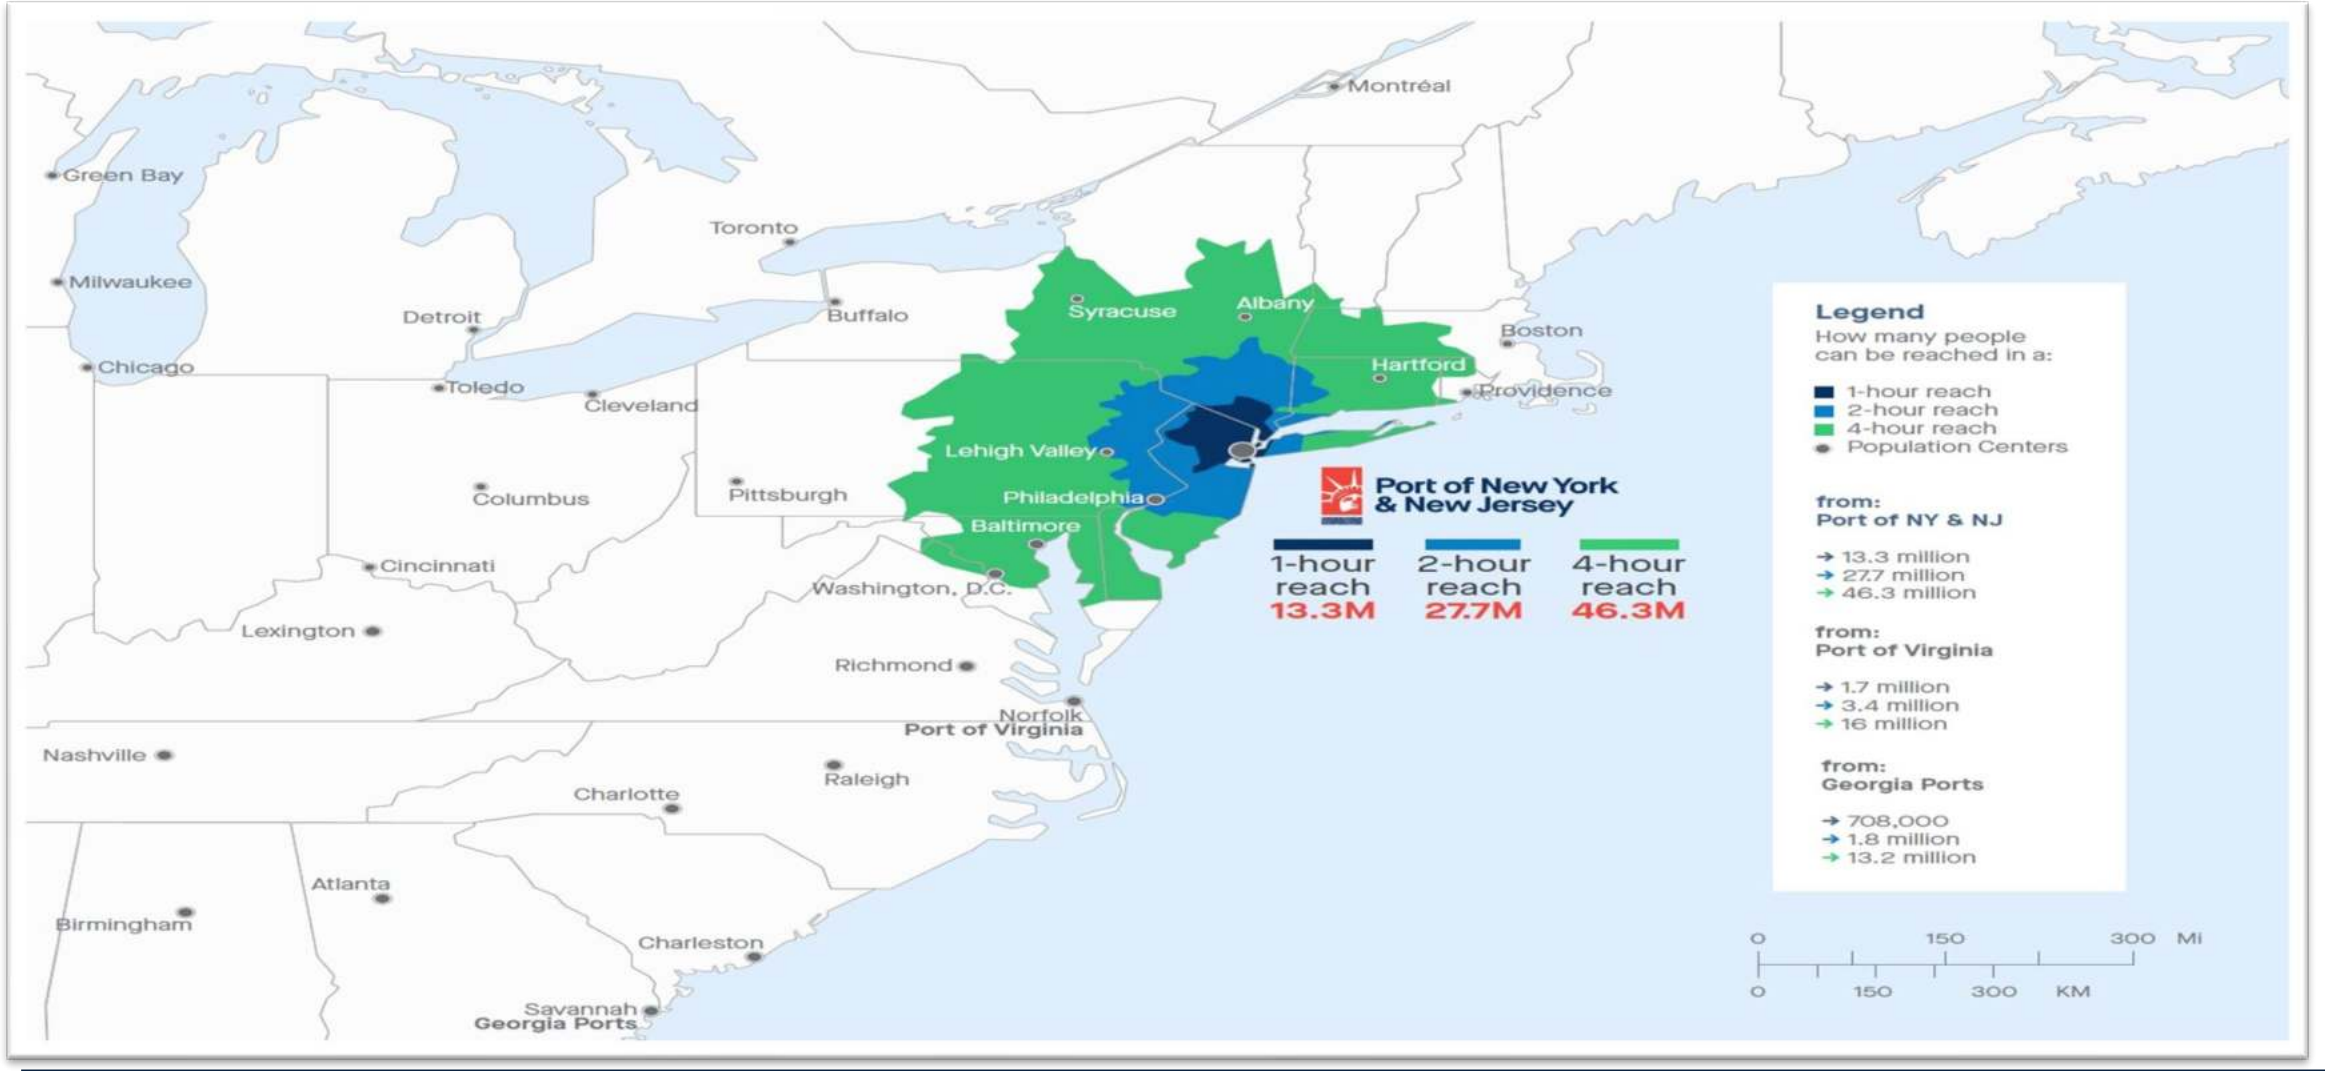 Montréal
Green Bay
Toronto
Milwaukee
Detroit
Buffalo
Syracuse
Albany
Boston
Chicago
Toledo
Cleveland
Hartford
Providence
Lehigh Valley
Columbus
Pittsburgh
Philadelphia
Baltimore
Cincinnati
Washington, D.C.
Lexington
Richmond
Norfolk
Port of Virginia
Nashville
Raleigh
Charlotte
Atlanta
Birmingham
Charleston
Savannah
Georgia Ports
Port of New York
& New Jersey
1-hour
reach
13.3M
2-hour
reach
27.7M
4-hour
reach
46.3M
Legend
How many people
can be reached in a:
1-hour reach
2-hour reach
4-hour reach
Population Centers
from:
Port of NY & NJ
→ 13.3 million
→ 27.7 million
→ 46.3 million
from:
Port of Virginia
→ 1.7 million
→ 3.4 million
→ 16 million
from:
Georgia Ports
→ 708,000
→ 1.8 million
→ 13.2 million
0 150 300 Mi
0 150 300 KM